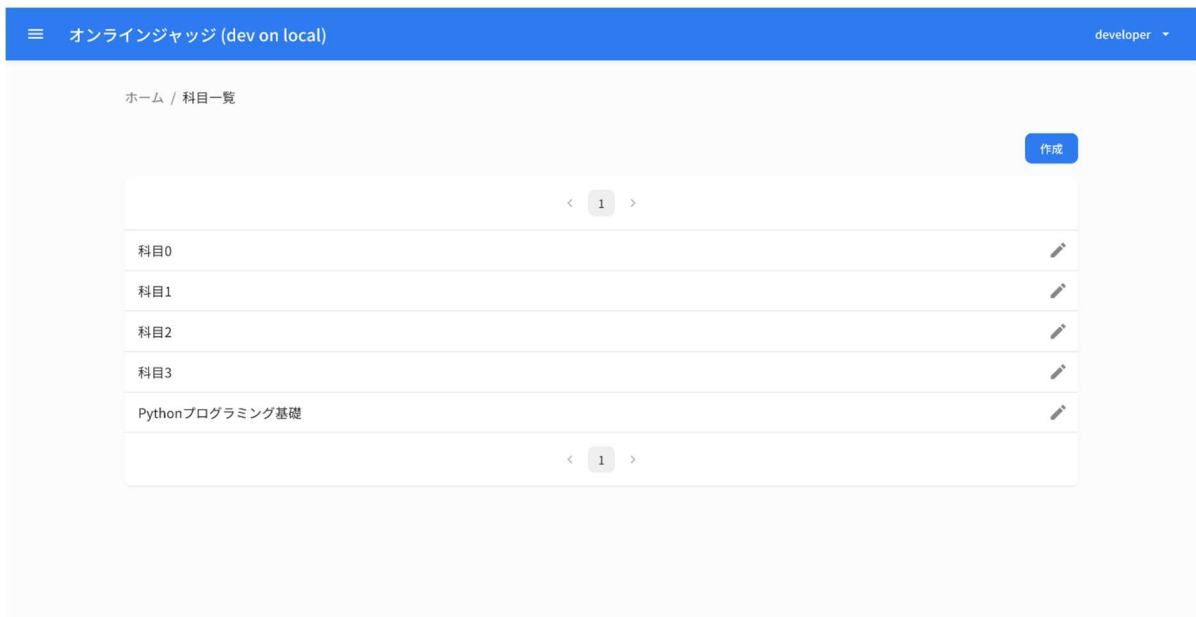 オンラインジャッジ (dev on local) developer
ホーム / 科目一覧
作成
< 1 >
科目0
科目1
科目2
科目3
Pythonプログラミング基礎
< 1 >